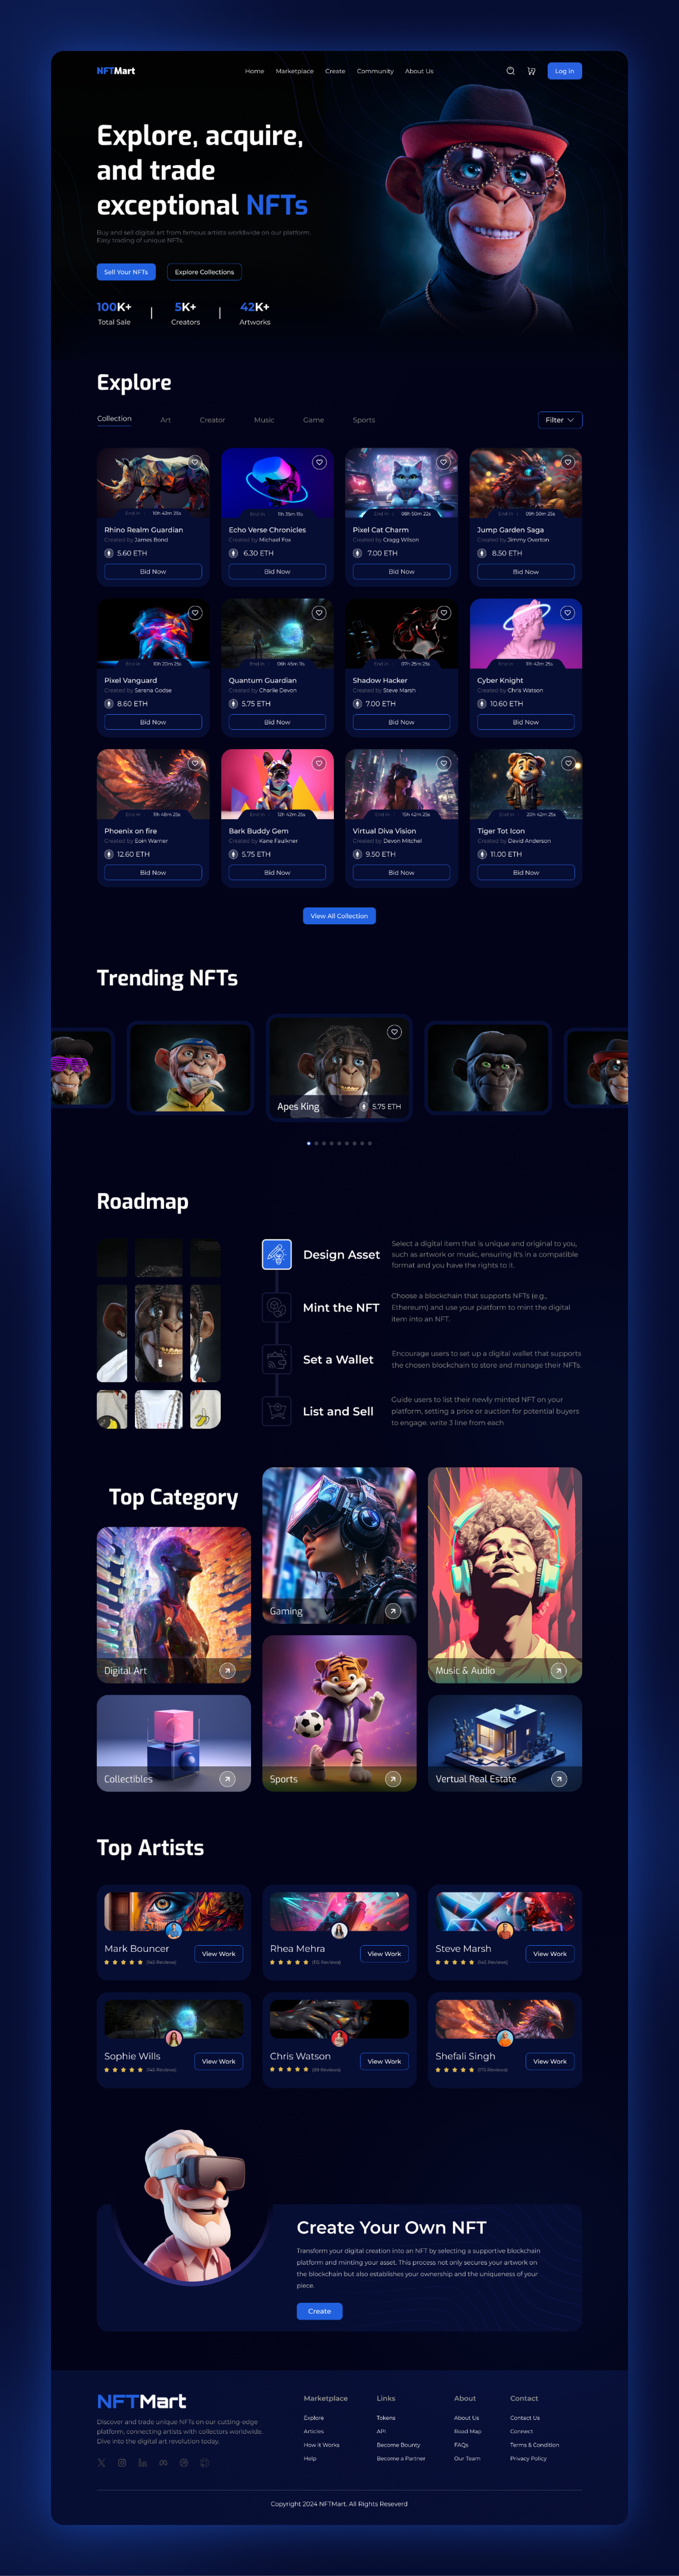 NFTMart
Home Marketplace Create Community About Us
Log in
Explore, acquire,
and trade
exceptional NFTs
Buy and sell digital art from famous artists worldwide on our platform.
Easy trading of unique NFTs.
Sell Your NFTs Explore Collections
100K+ 5K+ 42K+
Total Sale Creators Artworks
Explore
Collection Art Creator Music Game Sports Filter
End in : 10h 43m 26s End in : 11h 35m 11s End in : 08h 50m 22s End in : 09h 50m 25s
Rhino Realm Guardian Echo Verse Chronicles Pixel Cat Charm Jump Garden Saga
Created by James Bond Created by Michael Fox Created by Cragg Wilson Created by Jimmy Overton
5.60 ETH 6.30 ETH 7.00 ETH 8.50 ETH
Bid Now Bid Now Bid Now Bid Now
End in : 10h 20m 25s End in : 06h 45m 11s End in : 07h 25m 25s End in : 11h 42m 25s
Pixel Vanguard Quantum Guardian Shadow Hacker Cyber Knight
Created by Serena Godse Created by Charlie Devon Created by Steve Marsh Created by Chris Watson
8.60 ETH 5.75 ETH 7.00 ETH 10.60 ETH
Bid Now Bid Now Bid Now Bid Now
End in : 11h 48m 23s End in : 12h 42m 25s End in : 15h 42m 23s End in : 22h 42m 25s
Phoenix on fire Bark Buddy Gem Virtual Diva Vision Tiger Tot Icon
Created by Eoin Warner Created by Kane Faulkner Created by Devon Mitchel Created by David Anderson
12.60 ETH 5.75 ETH 9.50 ETH 11.00 ETH
Bid Now Bid Now Bid Now Bid Now
View All Collection
Trending NFTs
Apes King 5.75 ETH
Roadmap
Design Asset
Select a digital item that is unique and original to you,
such as artwork or music, ensuring it's in a compatible
format and you have the rights to it.
Mint the NFT
Choose a blockchain that supports NFTs (e.g.,
Ethereum) and use your platform to mint the digital
item into an NFT.
Set a Wallet
Encourage users to set up a digital wallet that supports
the chosen blockchain to store and manage their NFTs.
List and Sell
Guide users to list their newly minted NFT on your
platform, setting a price or auction for potential buyers
to engage. write 3 line from each
Top Category
Gaming
Digital Art
Music & Audio
Collectibles
Sports
Vertual Real Estate
Top Artists
Mark Bouncer View Work Rhea Mehra View Work Steve Marsh View Work
(145 Reviews) (115 Reviews) (145 Reviews)
Sophie Wills View Work Chris Watson View Work Shefali Singh View Work
(145 Reviews) (99 Reviews) (175 Reviews)
Create Your Own NFT
Transform your digital creation into an NFT by selecting a supportive blockchain
platform and minting your asset. This process not only secures your artwork on
the blockchain but also establishes your ownership and the uniqueness of your
piece.
Create
NFTMart
Discover and trade unique NFTs on our cutting-edge
platform, connecting artists with collectors worldwide.
Dive into the digital art revolution today.
Marketplace Links About Contact
Explore Tokens About Us Contact Us
Articles API Road Map Connect
How it Works Become Bounty FAQs Terms & Condition
Help Become a Partner Our Team Privacy Policy
Copyright 2024 NFTMart. All Rights Reseverd